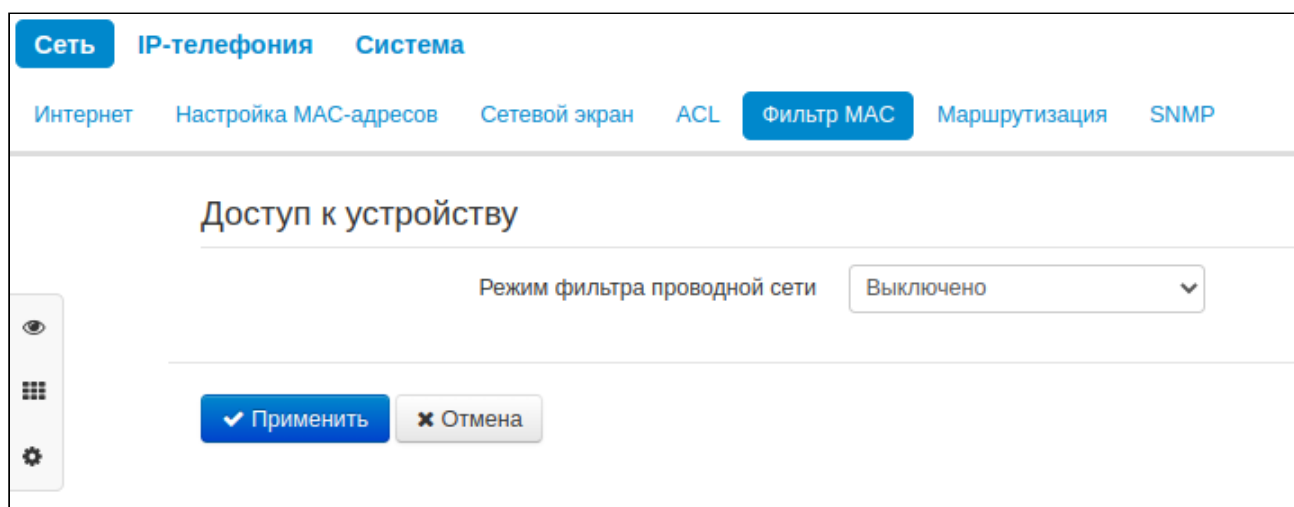 Сеть IP-телефония Система
Интернет Настройка MAC-адресов Сетевой экран ACL Фильтр MAC Маршрутизация SNMP
Доступ к устройству
Режим фильтра проводной сети Выключено
Применить Отмена